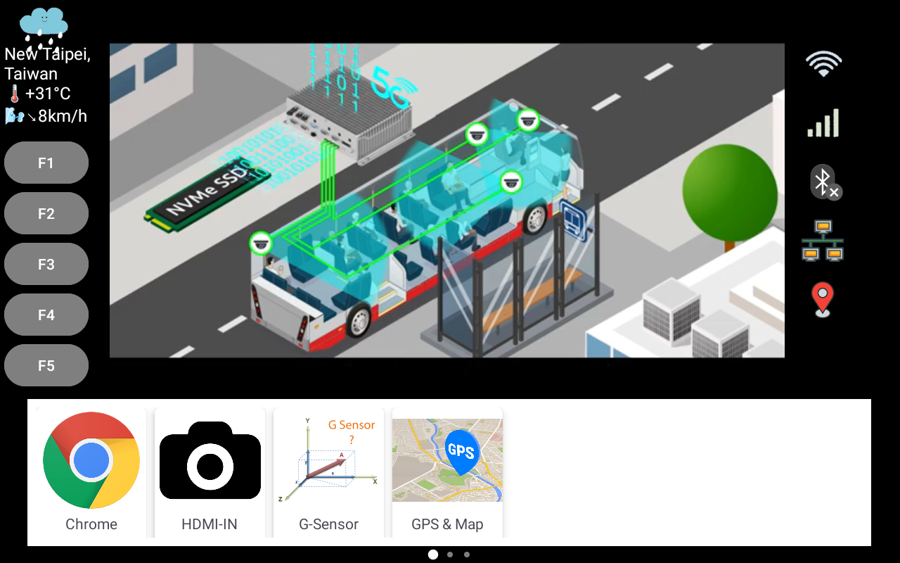 New Taipei,
Taiwan
+31°C
↘8km/h
F1
F2
F3
F4
F5
5G
NVMe SSD
G Sensor
?
Y
A
X
Z
GPS
Chrome
HDMI-IN
G-Sensor
GPS & Map